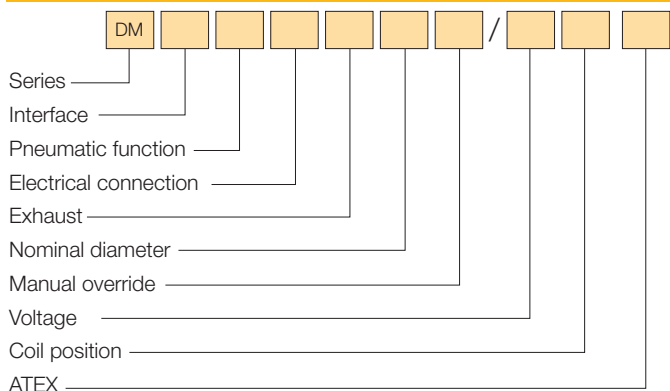 DM /
Series
Interface
Pneumatic function
Electrical connection
Exhaust
Nominal diameter
Manual override
Voltage
Coil position
ATEX